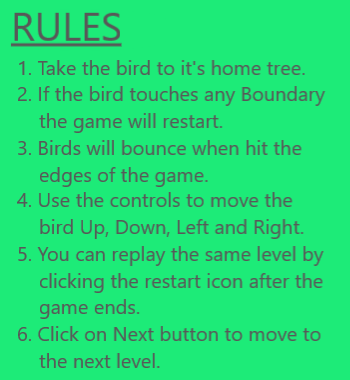 RULES
1. Take the bird to it's home tree.
2. If the bird touches any Boundary
the game will restart.
3. Birds will bounce when hit the
edges of the game.
4. Use the controls to move the
bird Up, Down, Left and Right.
5. You can replay the same level by
clicking the restart icon after the
game ends.
6. Click on Next button to move to
the next level.